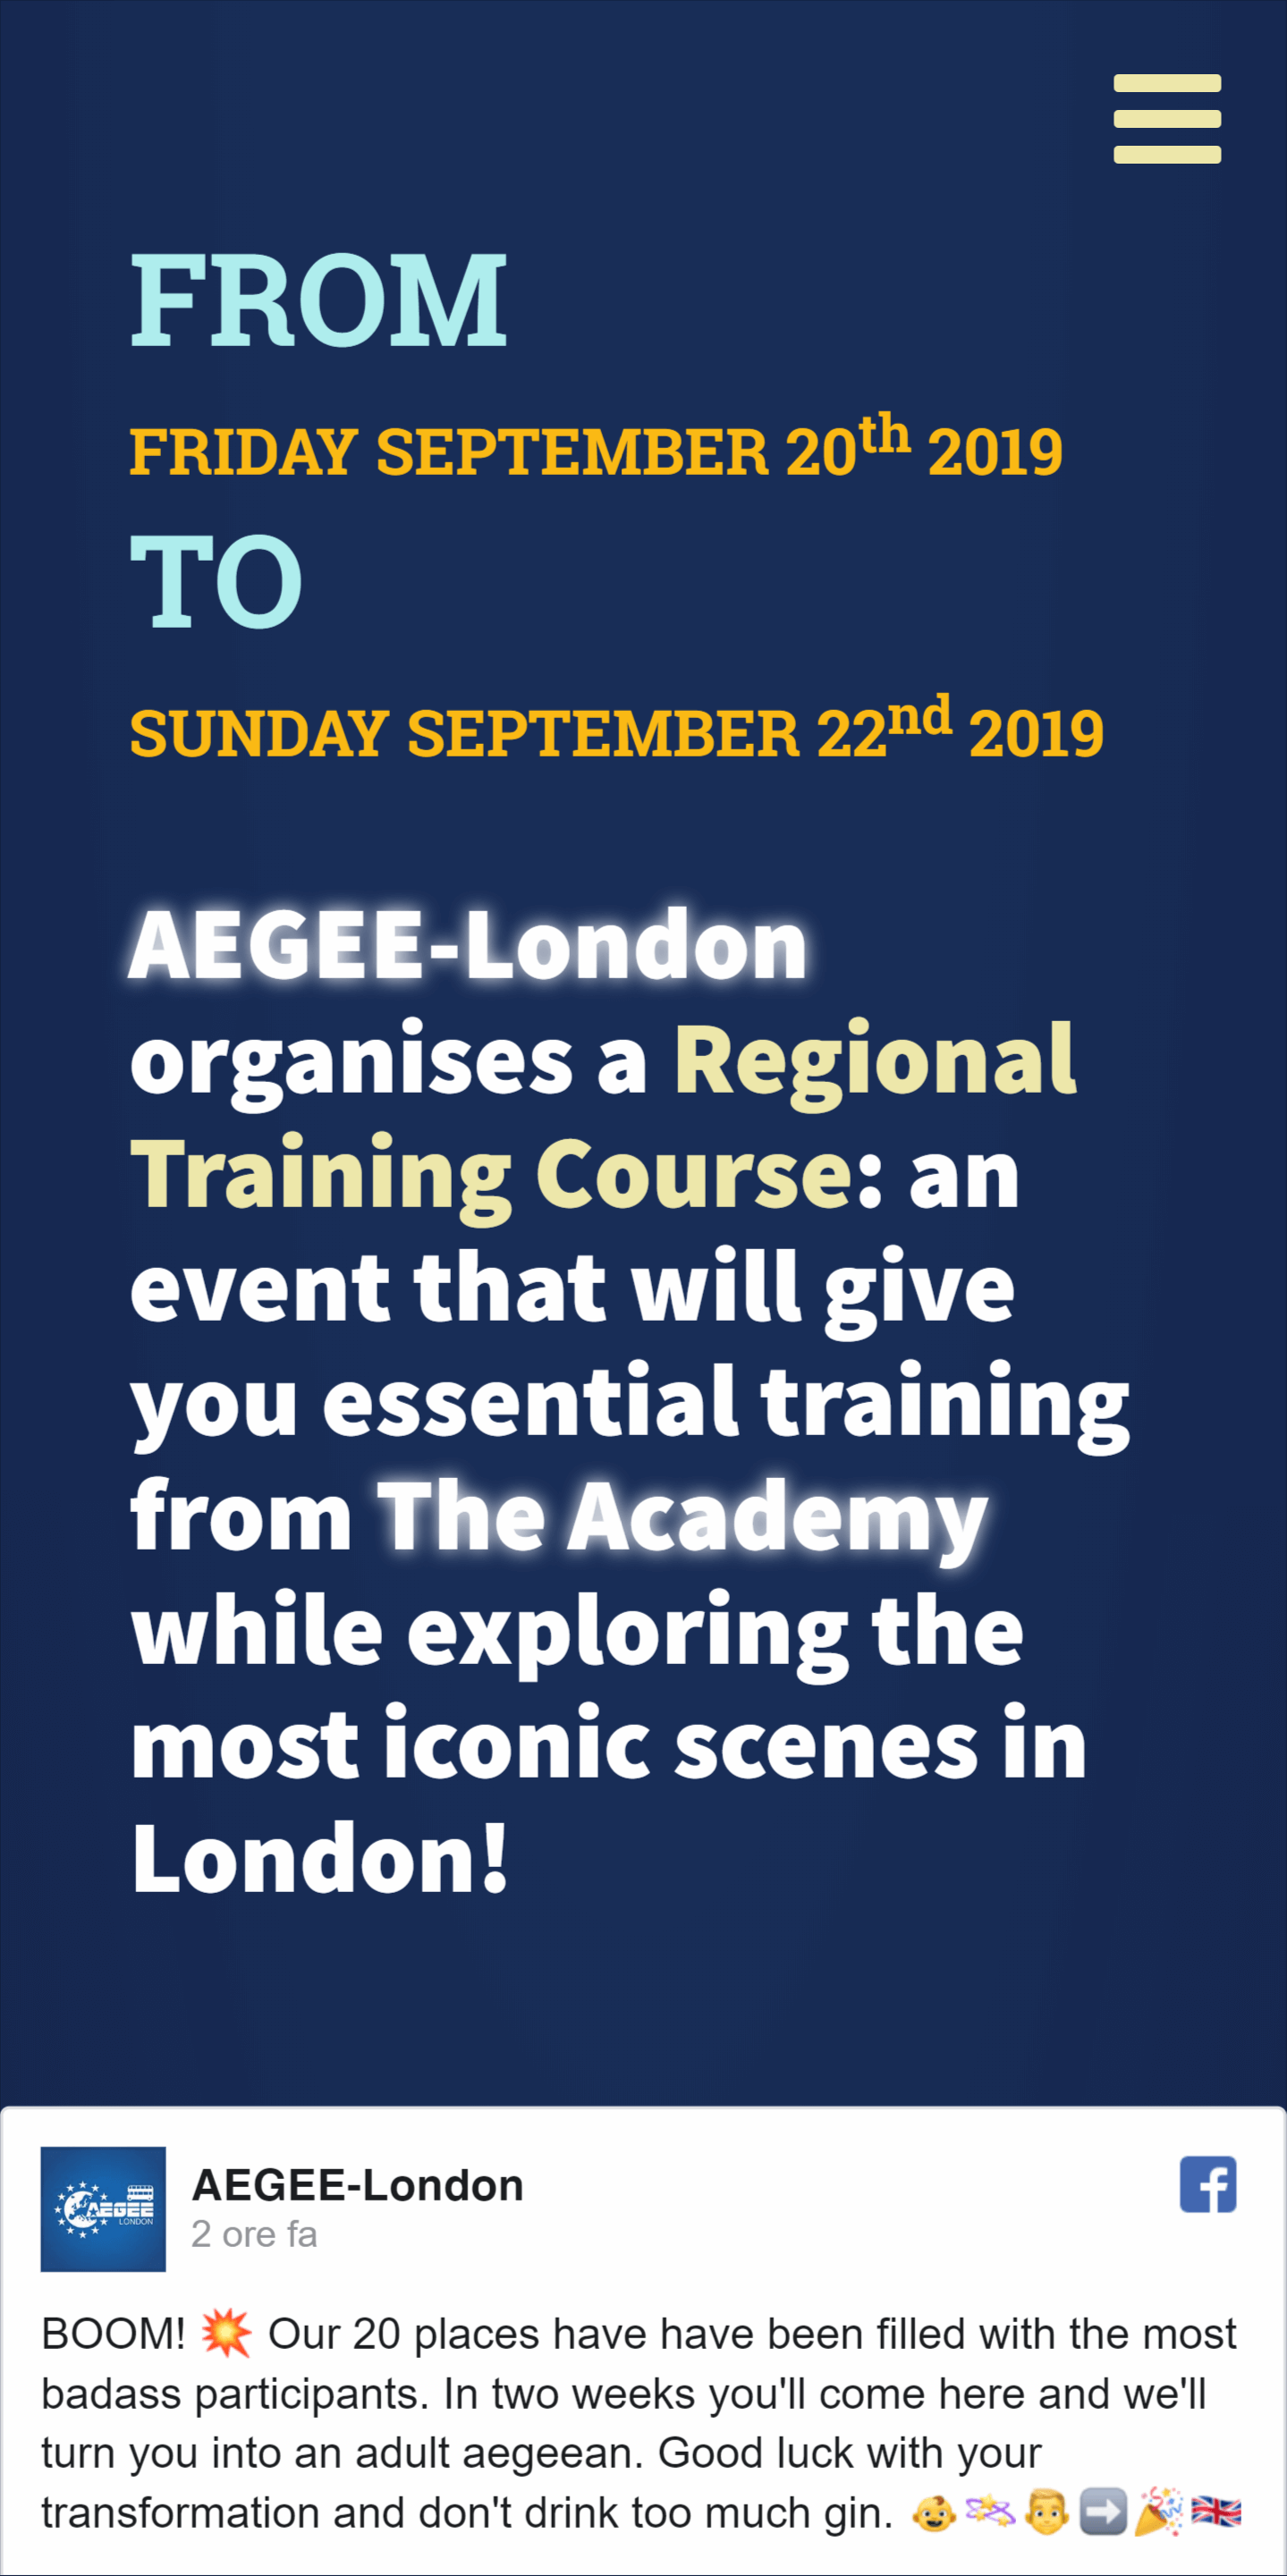 FROM
FRIDAY SEPTEMBER 20th 2019
TO
SUNDAY SEPTEMBER 22nd 2019
AEGEE-London
organises a Regional
Training Course: an
event that will give
you essential training
from The Academy
while exploring the
most iconic scenes in
London!
AEGEE
LONDON
AEGEE-London
2 ore fa
BOOM! 💥 Our 20 places have have been filled with the most
badass participants. In two weeks you'll come here and we'll
turn you into an adult aegeean. Good luck with your
transformation and don't drink too much gin. 👶💫👨➡️🎉🇬🇧